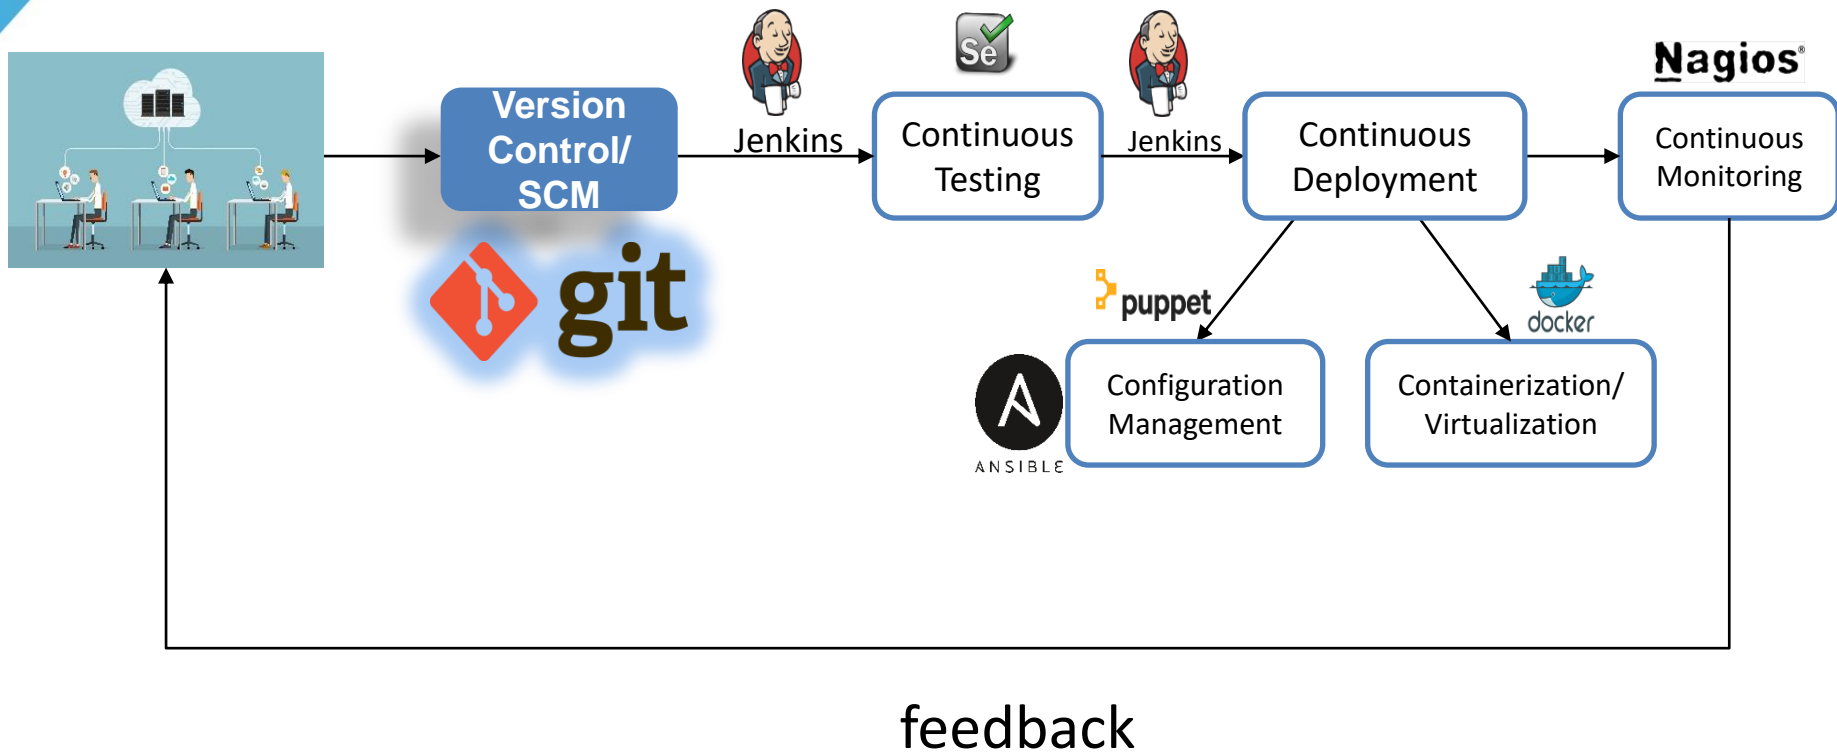 Version
Control/
SCM
git
Jenkins
Se
Continuous
Testing
Jenkins
Continuous
Deployment
Nagios®
Continuous
Monitoring
puppet
docker
ANSIBLE
Configuration
Management
Containerization/
Virtualization
feedback